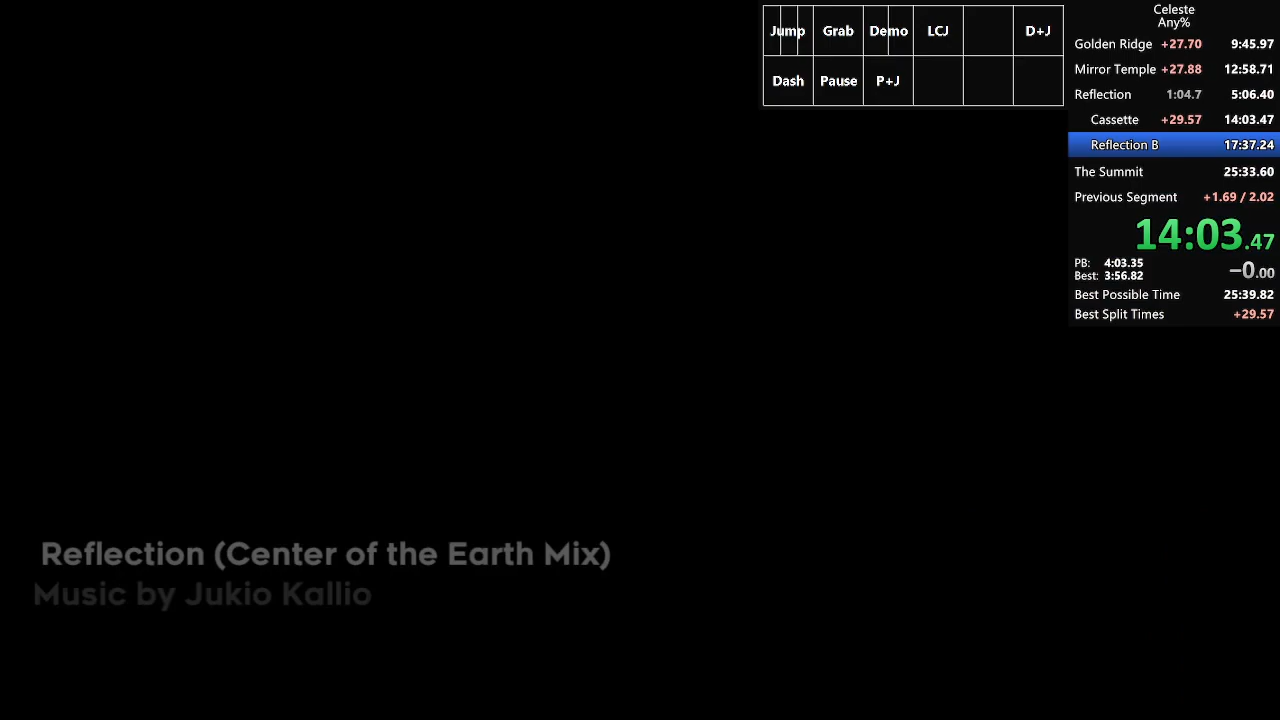 Jump Grab Demo LCJ D+J
Dash Pause P+J
Celeste
Any%
Golden Ridge +27.70 9:45.97
Mirror Temple +27.88 12:58.71
Reflection 1:04.7 5:06.40
Cassette +29.57 14:03.47
Reflection B 17:37.24
The Summit 25:33.60
Previous Segment +1.69 / 2.02
14:03.47
PB: 4:03.35
Best: 3:56.82
−0.00
Best Possible Time 25:39.82
Best Split Times +29.57
Reflection (Center of the Earth Mix)
Music by Jukio Kallio